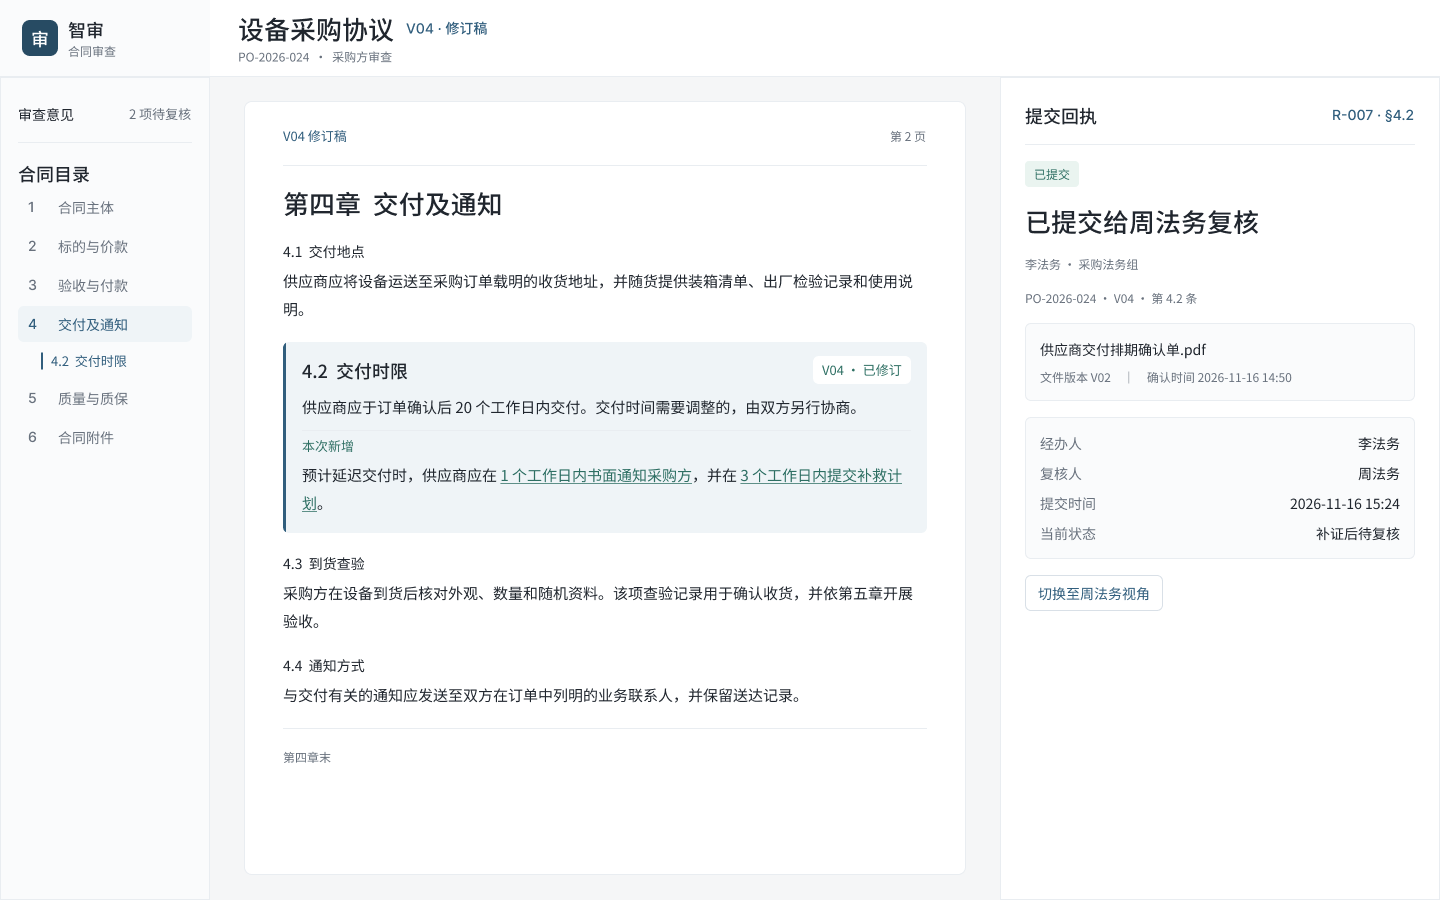 审
智审
合同审查
设备采购协议 V04 · 修订稿
PO-2026-024 • 采购方审查
审查意见 2 项待复核
合同目录
1 合同主体
2 标的与价款
3 验收与付款
4 交付及通知
4.2 交付时限
5 质量与质保
6 合同附件
V04 修订稿 第 2 页
第四章 交付及通知
4.1 交付地点
供应商应将设备运送至采购订单载明的收货地址，并随货提供装箱清单、出厂检验记录和使用说
明。
4.2 交付时限 V04 • 已修订
供应商应于订单确认后 20 个工作日内交付。交付时间需要调整的，由双方另行协商。
本次新增
预计延迟交付时，供应商应在 1 个工作日内书面通知采购方，并在 3 个工作日内提交补救计
划。
4.3 到货查验
采购方在设备到货后核对外观、数量和随机资料。该项查验记录用于确认收货，并依第五章开展
验收。
4.4 通知方式
与交付有关的通知应发送至双方在订单中列明的业务联系人，并保留送达记录。
第四章末
提交回执 R-007 · §4.2
已提交
已提交给周法务复核
李法务 • 采购法务组
PO-2026-024 • V04 • 第 4.2 条
供应商交付排期确认单.pdf
文件版本 V02 | 确认时间 2026-11-16 14:50
经办人 李法务
复核人 周法务
提交时间 2026-11-16 15:24
当前状态 补证后待复核
切换至周法务视角